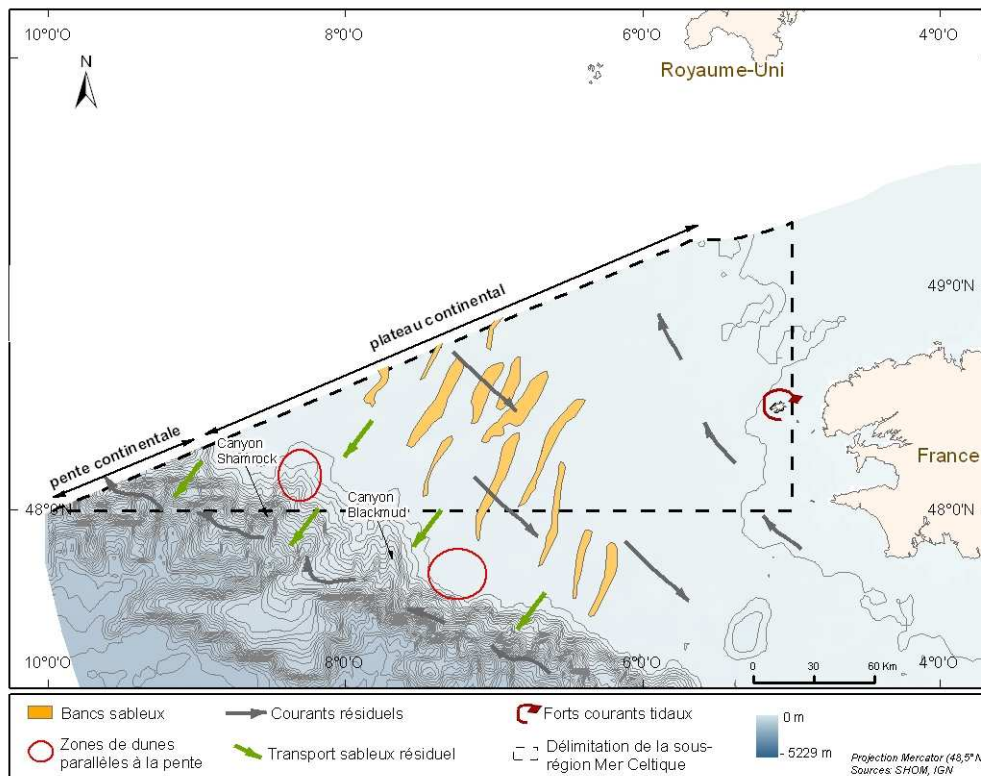 10°0'O
8°0'O
6°0'O
4°0'O
N
Royaume-Uni
49°0'N
plateau continental
pente continentale
Canyon
Shamrock
France
Canyon
Blackmud
48°0'N
48°0'N
10°0'O
8°0'O
6°0'O
4°0'O
0 30 60 Km
Bancs sableux
Courants résiduels
Forts courants tidaux
0 m
Zones de dunes
parallèles à la pente
Transport sableux résiduel
Délimitation de la sous-
région Mer Celtique
- 5229 m
Projection Mercator (48,5°N
Sources: SHOM, IGN